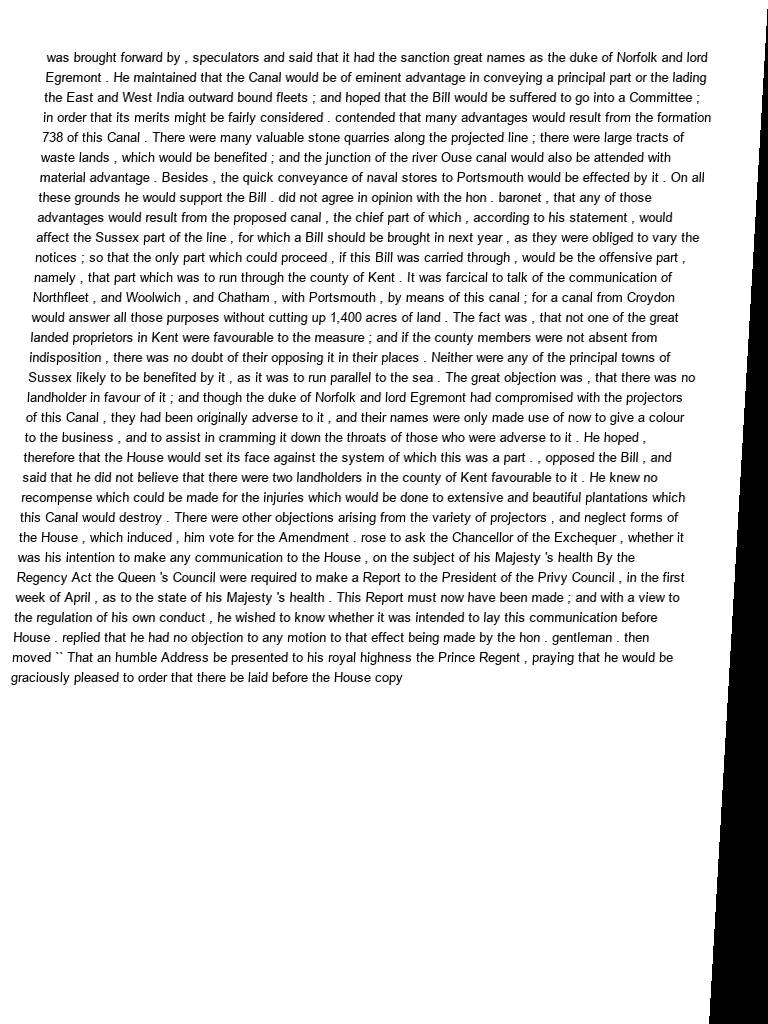 was brought forward by , speculators and said that it had the sanction great names as the duke of Norfolk and lord
Egremont . He maintained that the Canal would be of eminent advantage in conveying a principal part or the lading
the East and West India outward bound fleets ; and hoped that the Bill would be suffered to go into a Committee ;
in order that its merits might be fairly considered . contended that many advantages would result from the formation
738 of this Canal . There were many valuable stone quarries along the projected line ; there were large tracts of
waste lands , which would be benefited ; and the junction of the river Ouse canal would also be attended with
material advantage . Besides , the quick conveyance of naval stores to Portsmouth would be effected by it . On all
these grounds he would support the Bill . did not agree in opinion with the hon . baronet , that any of those
advantages would result from the proposed canal , the chief part of which , according to his statement , would
affect the Sussex part of the line , for which a Bill should be brought in next year , as they were obliged to vary the
notices ; so that the only part which could proceed , if this Bill was carried through , would be the offensive part ,
namely , that part which was to run through the county of Kent . It was farcical to talk of the communication of
Northfleet , and Woolwich , and Chatham , with Portsmouth , by means of this canal ; for a canal from Croydon
would answer all those purposes without cutting up 1,400 acres of land . The fact was , that not one of the great
landed proprietors in Kent were favourable to the measure ; and if the county members were not absent from
indisposition , there was no doubt of their opposing it in their places . Neither were any of the principal towns of
Sussex likely to be benefited by it , as it was to run parallel to the sea . The great objection was , that there was no
landholder in favour of it ; and though the duke of Norfolk and lord Egremont had compromised with the projectors
of this Canal , they had been originally adverse to it , and their names were only made use of now to give a colour
to the business , and to assist in cramming it down the throats of those who were adverse to it . He hoped ,
therefore that the House would set its face against the system of which this was a part . , opposed the Bill , and
said that he did not believe that there were two landholders in the county of Kent favourable to it . He knew no
recompense which could be made for the injuries which would be done to extensive and beautiful plantations which
this Canal would destroy . There were other objections arising from the variety of projectors , and neglect forms of
the House , which induced , him vote for the Amendment . rose to ask the Chancellor of the Exchequer , whether it
was his intention to make any communication to the House , on the subject of his Majesty 's health By the
Regency Act the Queen 's Council were required to make a Report to the President of the Privy Council , in the first
week of April , as to the state of his Majesty 's health . This Report must now have been made ; and with a view to
the regulation of his own conduct , he wished to know whether it was intended to lay this communication before
House . replied that he had no objection to any motion to that effect being made by the hon . gentleman . then
moved `` That an humble Address be presented to his royal highness the Prince Regent , praying that he would be
graciously pleased to order that there be laid before the House copy